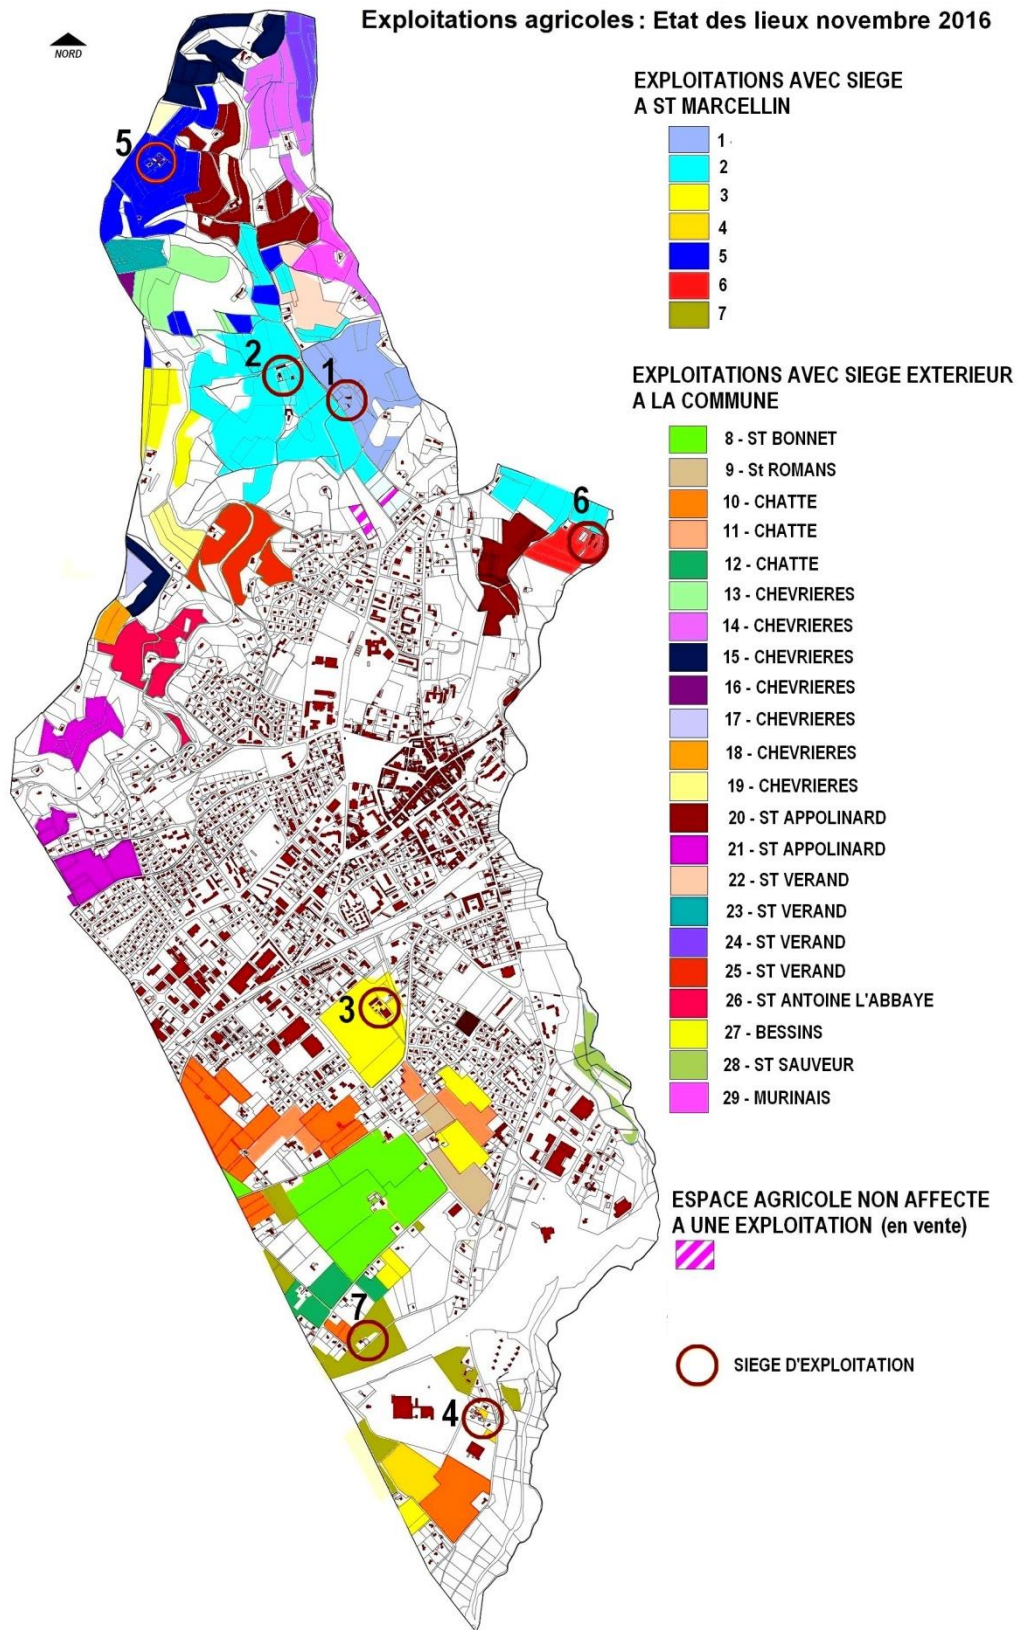 Exploitations agricoles : Etat des lieux novembre 2016
NORD
EXPLOITATIONS AVEC SIEGE
A ST MARCELLIN
1
2
3
4
5
6
7
EXPLOITATIONS AVEC SIEGE EXTERIEUR
A LA COMMUNE
8 - ST BONNET
9 - St ROMANS
10 - CHATTE
11 - CHATTE
12 - CHATTE
13 - CHEVRIERES
14 - CHEVRIERES
15 - CHEVRIERES
16 - CHEVRIERES
17 - CHEVRIERES
18 - CHEVRIERES
19 - CHEVRIERES
20 - ST APPOLINARD
21 - ST APPOLINARD
22 - ST VERAND
23 - ST VERAND
24 - ST VERAND
25 - ST VERAND
26 - ST ANTOINE L'ABBAYE
27 - BESSINS
28 - ST SAUVEUR
29 - MURINAIS
ESPACE AGRICOLE NON AFFECTE
A UNE EXPLOITATION (en vente)
SIEGE D'EXPLOITATION
5
2
1
6
3
7
4